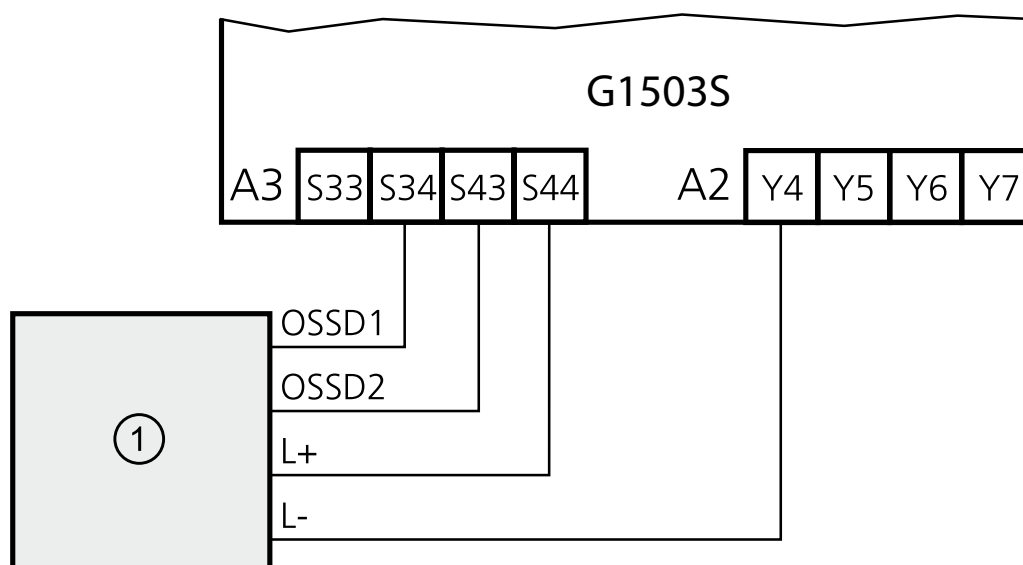 G1503S
A3 S33 S34 S43 S44 A2 Y4 Y5 Y6 Y7
OSSD1
OSSD2
1
L+
L-